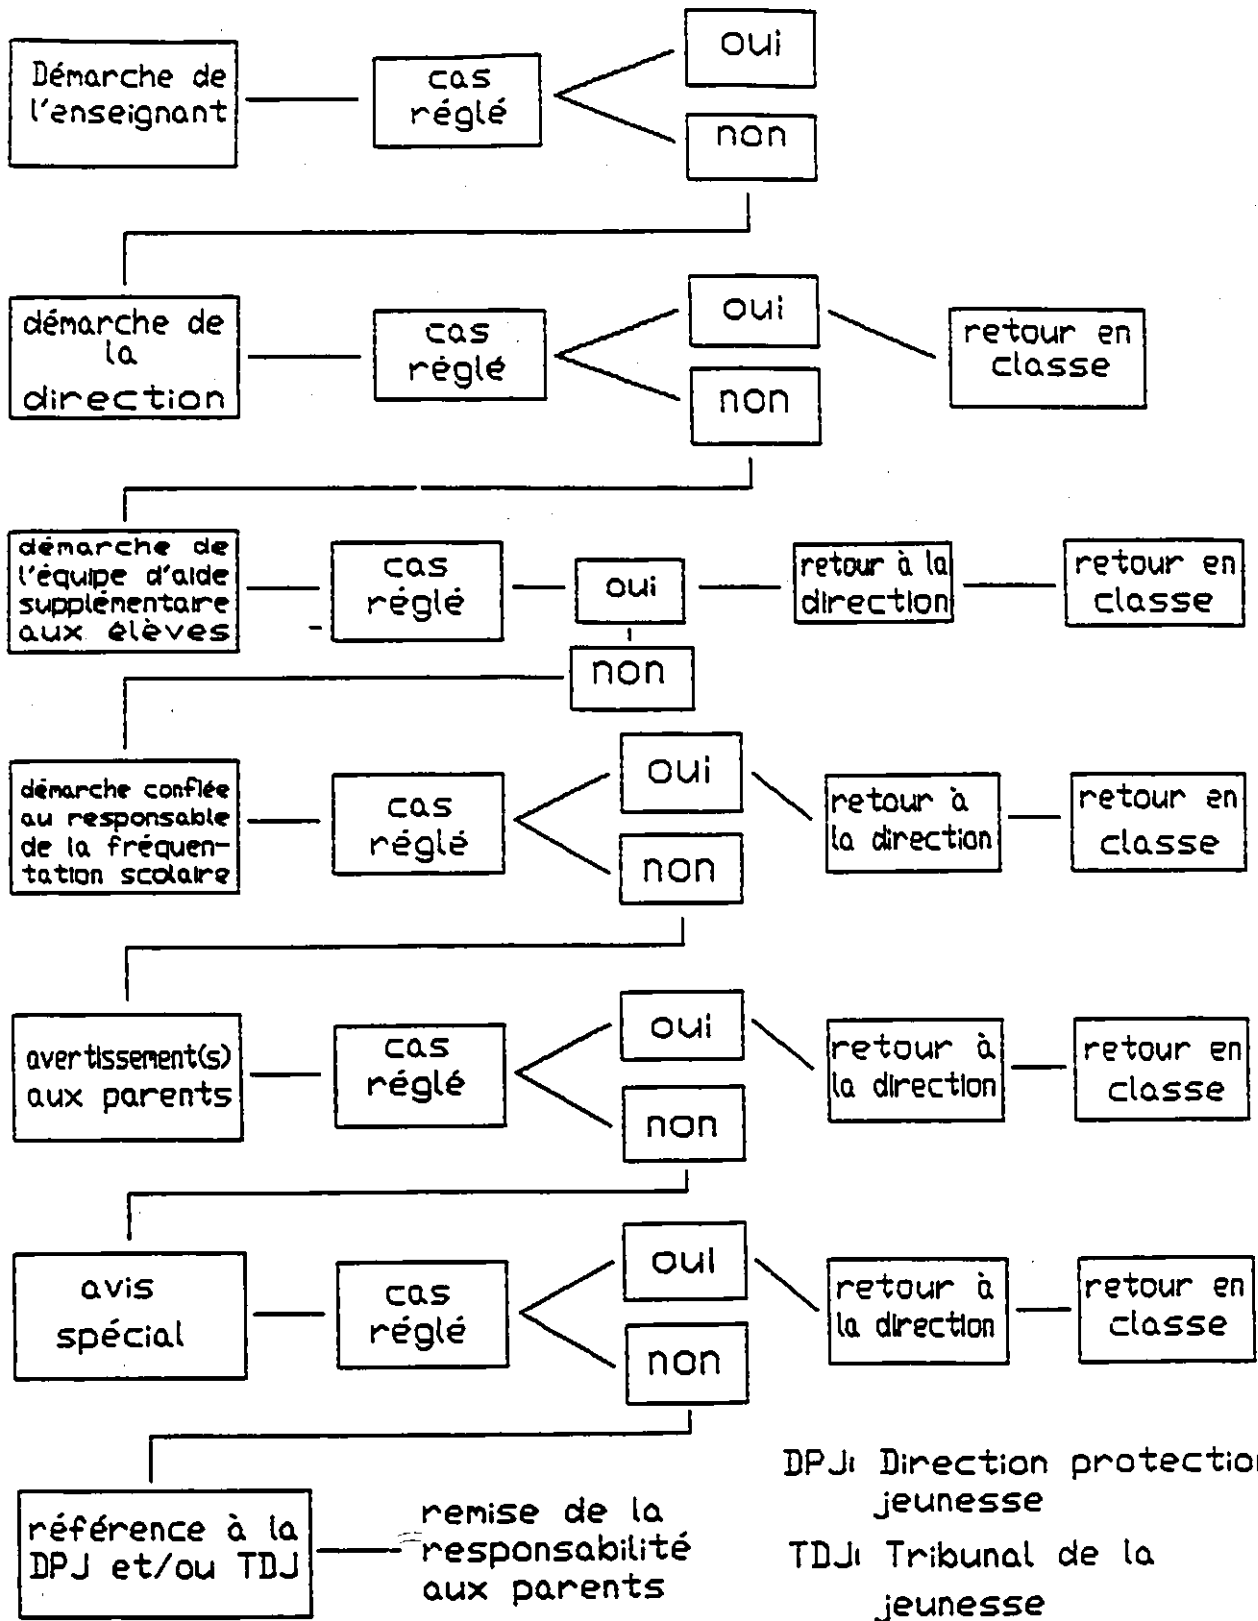 Démarche de
l'enseignant
cas
réglé
oui
non
démarche de
la
direction
cas
réglé
oui
non
retour en
classe
démarche de
l'équipe d'aide
supplémentaire
aux élèves
cas
réglé
oui
non
retour à la
direction
retour en
classe
démarche confiée
au responsable
de la fréquen-
tation scolaire
cas
réglé
oui
non
retour à
la direction
retour en
classe
avertissement(s)
aux parents
cas
réglé
oui
non
retour à
la direction
retour en
classe
avis
spécial
cas
réglé
oui
non
retour à
la direction
retour en
classe
référence à la
DPJ et/ou TDJ
remise de la
responsabilité
aux parents
DPJ: Direction protection
jeunesse
TDJ: Tribunal de la
jeunesse